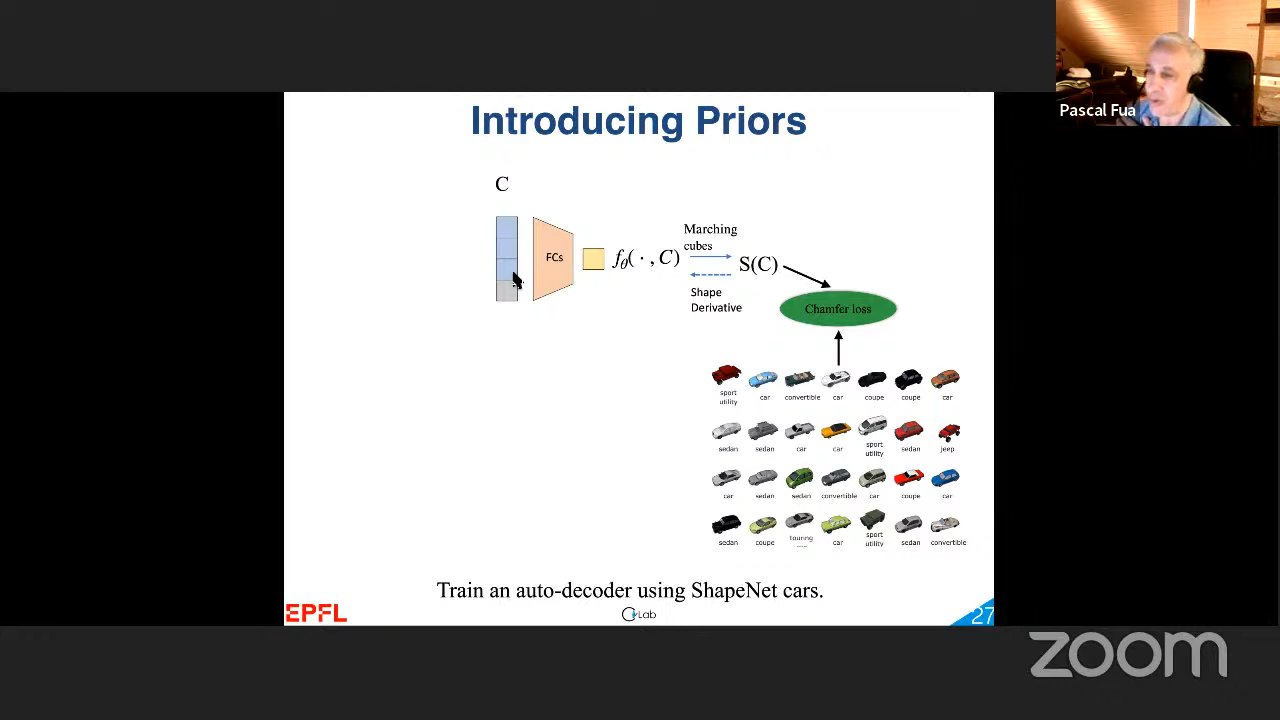 Pascal Fua
Introducing Priors
C
FCs
fθ( · , C)
Marching
cubes
S(C)
Shape
Derivative
Chamfer loss
sport
utility
car
convertible
car
coupe
coupe
car
sedan
sedan
car
car
sport
utility
sedan
jeep
car
sedan
sedan
convertible
car
coupe
car
sedan
coupe
touring
car
sport
utility
sedan
convertible
Train an auto-decoder using ShapeNet cars.
EPFL
Lab
27
zoom